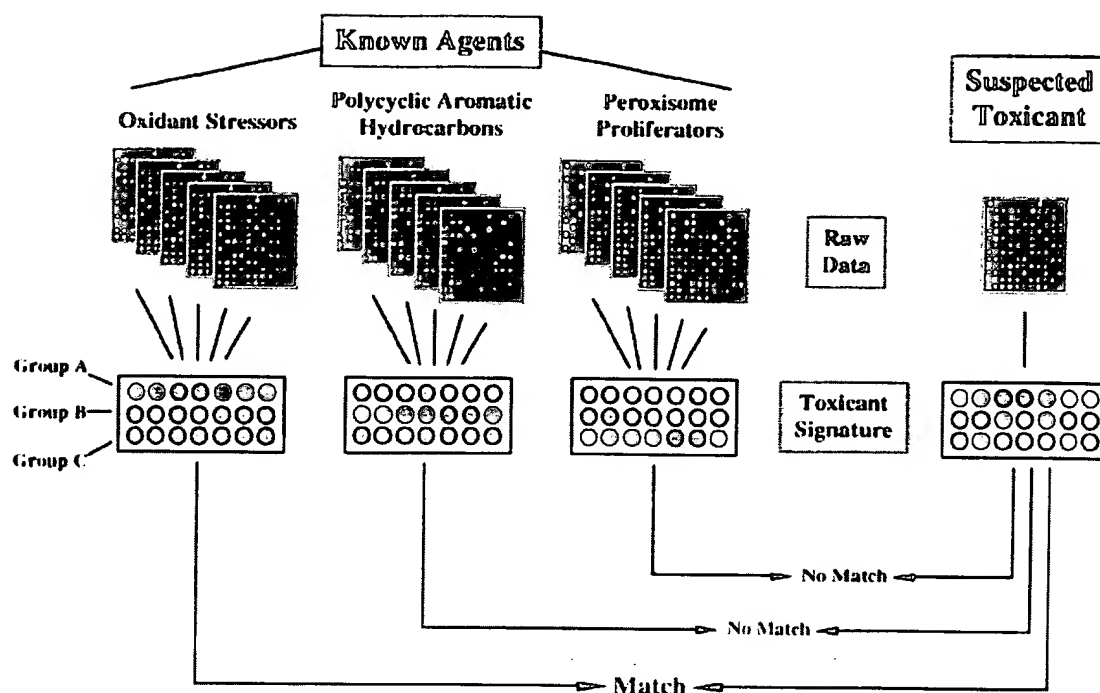 Known Agents
Suspected
Toxicant
Oxidant Stressors
Polycyclic Aromatic
Hydrocarbons
Peroxisome
Proliferators
Raw
Data
Group A
Group B
Group C
Toxicant
Signature
No Match
No Match
Match